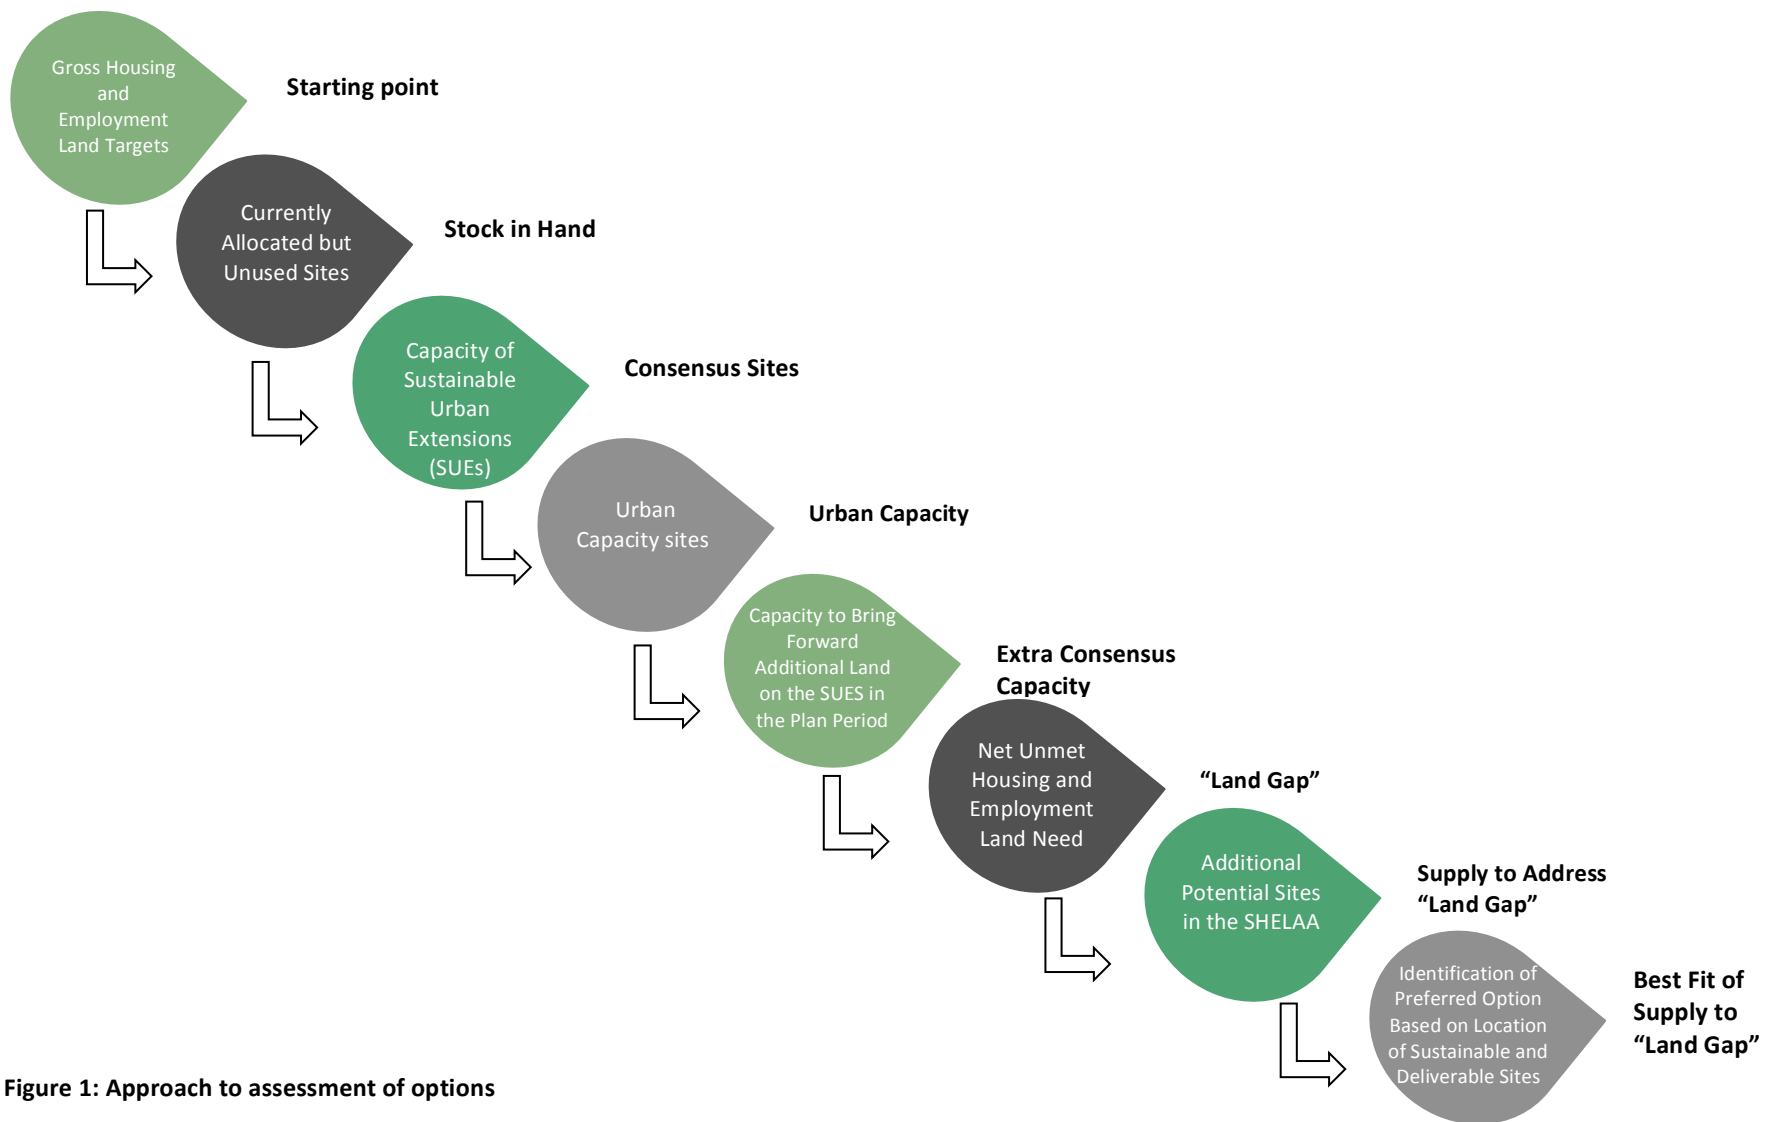 Gross Housing
and
Employment
Land Targets
Starting point
Currently
Allocated but
Unused Sites
Stock in Hand
Capacity of
Sustainable
Urban
Extensions
(SUEs)
Consensus Sites
Urban
Capacity sites
Urban Capacity
Capacity to Bring
Forward
Additional Land
on the SUES in
the Plan Period
Extra Consensus
Capacity
Net Unmet
Housing and
Employment
Land Need
“Land Gap”
Additional
Potential Sites
in the SHELAA
Supply to Address
“Land Gap”
Identification of
Preferred Option
Based on Location
of Sustainable and
Deliverable Sites
Best Fit of
Supply to
“Land Gap”
Figure 1: Approach to assessment of options